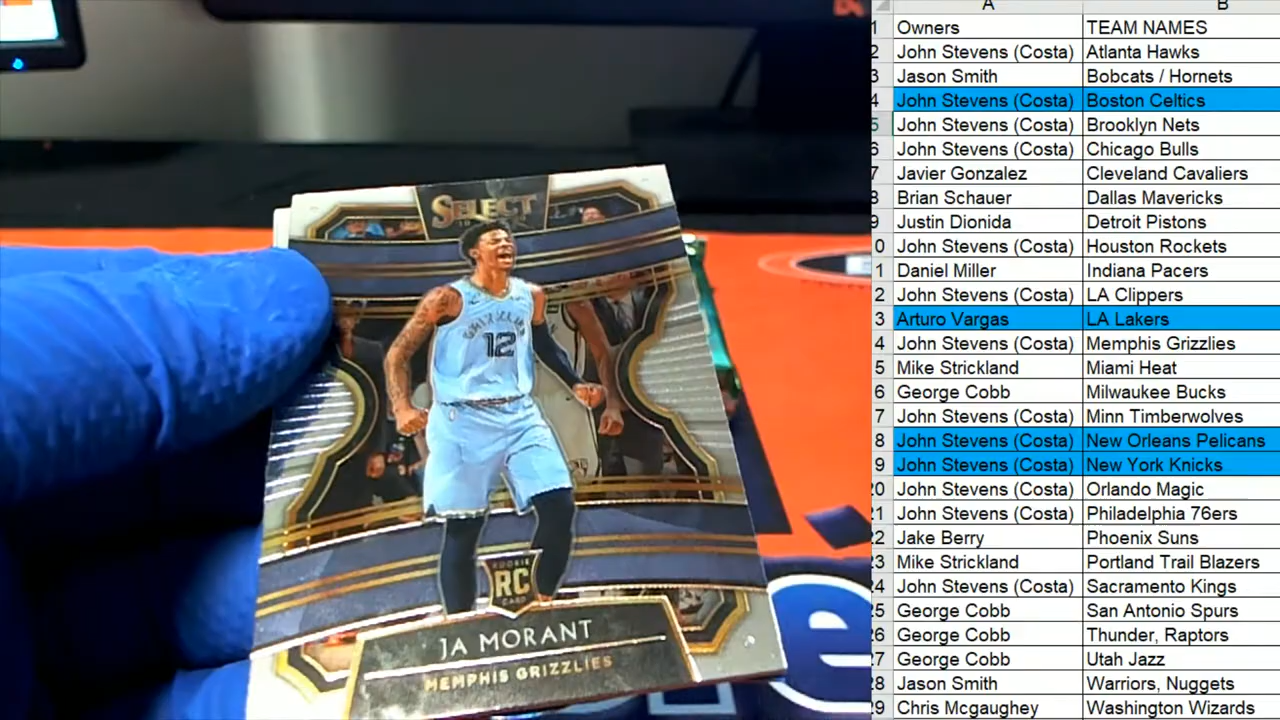 SELECT
GRIZZLIES
12
ROOKIE
RC
CARD
JA MORANT
MEMPHIS GRIZZLIES
e
A B
1 Owners TEAM NAMES
2 John Stevens (Costa) Atlanta Hawks
3 Jason Smith Bobcats / Hornets
4 John Stevens (Costa) Boston Celtics
5 John Stevens (Costa) Brooklyn Nets
6 John Stevens (Costa) Chicago Bulls
7 Javier Gonzalez Cleveland Cavaliers
8 Brian Schauer Dallas Mavericks
9 Justin Dionida Detroit Pistons
0 John Stevens (Costa) Houston Rockets
1 Daniel Miller Indiana Pacers
2 John Stevens (Costa) LA Clippers
3 Arturo Vargas LA Lakers
4 John Stevens (Costa) Memphis Grizzlies
5 Mike Strickland Miami Heat
6 George Cobb Milwaukee Bucks
7 John Stevens (Costa) Minn Timberwolves
8 John Stevens (Costa) New Orleans Pelicans
9 John Stevens (Costa) New York Knicks
20 John Stevens (Costa) Orlando Magic
21 John Stevens (Costa) Philadelphia 76ers
22 Jake Berry Phoenix Suns
23 Mike Strickland Portland Trail Blazers
24 John Stevens (Costa) Sacramento Kings
25 George Cobb San Antonio Spurs
26 George Cobb Thunder, Raptors
27 George Cobb Utah Jazz
28 Jason Smith Warriors, Nuggets
29 Chris Mcgaughey Washington Wizards